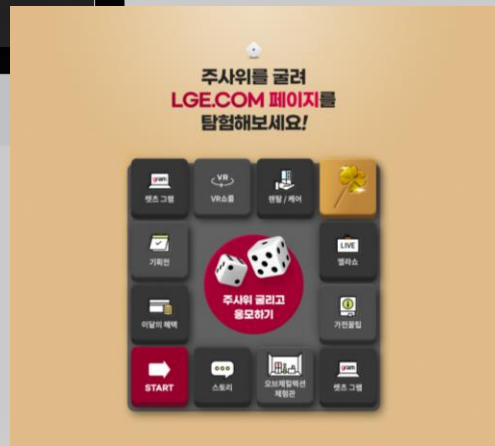 주사위를 굴려
LGE.COM 페이지를
탐험해보세요!
gram
렛츠 그램
VR
VR쇼룸
렌탈 / 케어
기획전
LIVE
엘라쇼
주사위 굴리고
응모하기
이달의 혜택
가전꿀팁
START
스토리
오브제컬렉션
체험관
gram
렛츠 그램